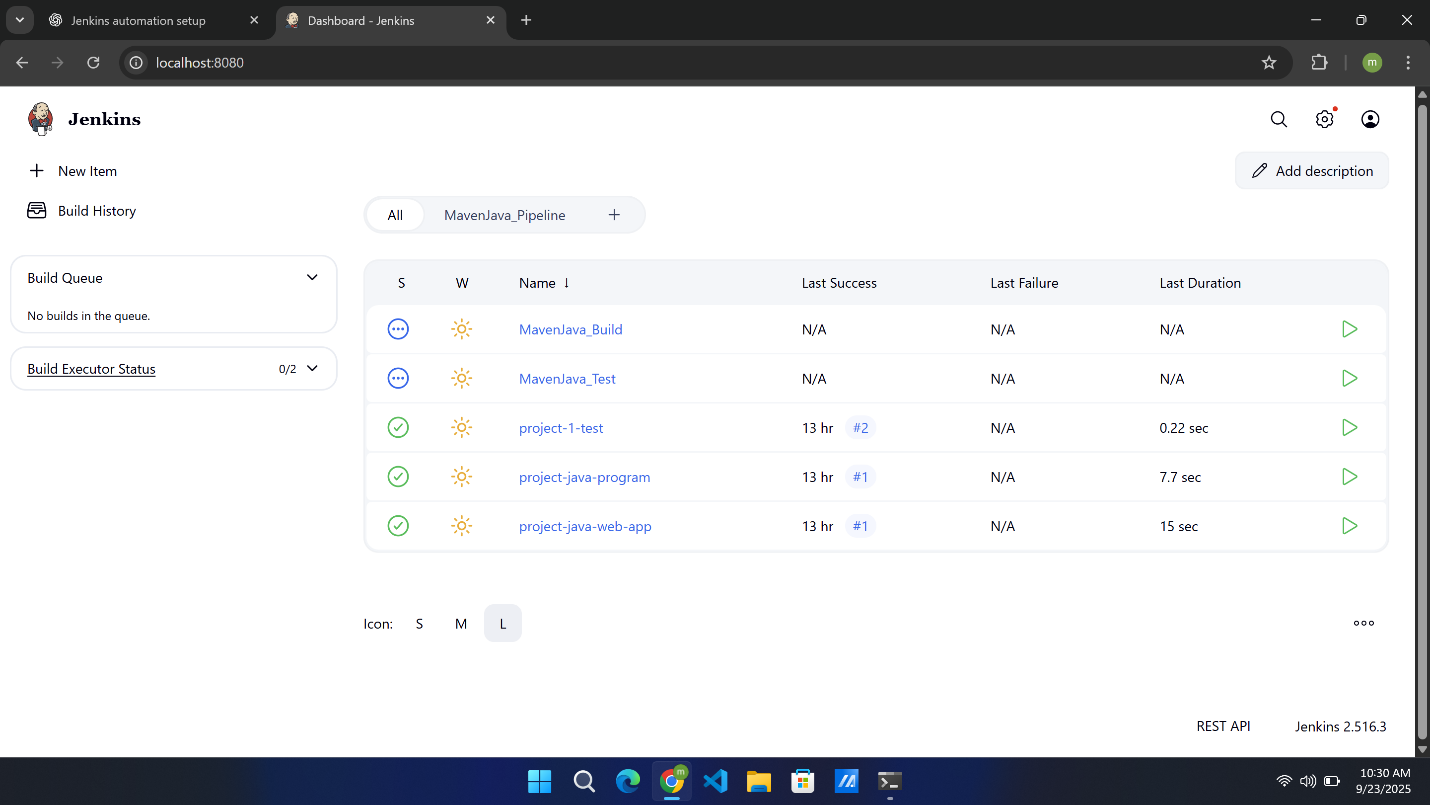 Jenkins automation setup
Dashboard - Jenkins
localhost:8080
m
Jenkins
New Item
Add description
Build History
All MavenJava_Pipeline
Build Queue
No builds in the queue.
Build Executor Status 0/2
S W Name ↓ Last Success Last Failure Last Duration
MavenJava_Build N/A N/A N/A
MavenJava_Test N/A N/A N/A
project-1-test 13 hr #2 N/A 0.22 sec
project-java-program 13 hr #1 N/A 7.7 sec
project-java-web-app 13 hr #1 N/A 15 sec
Icon: S M L
REST API Jenkins 2.516.3
m
10:30 AM
9/23/2025